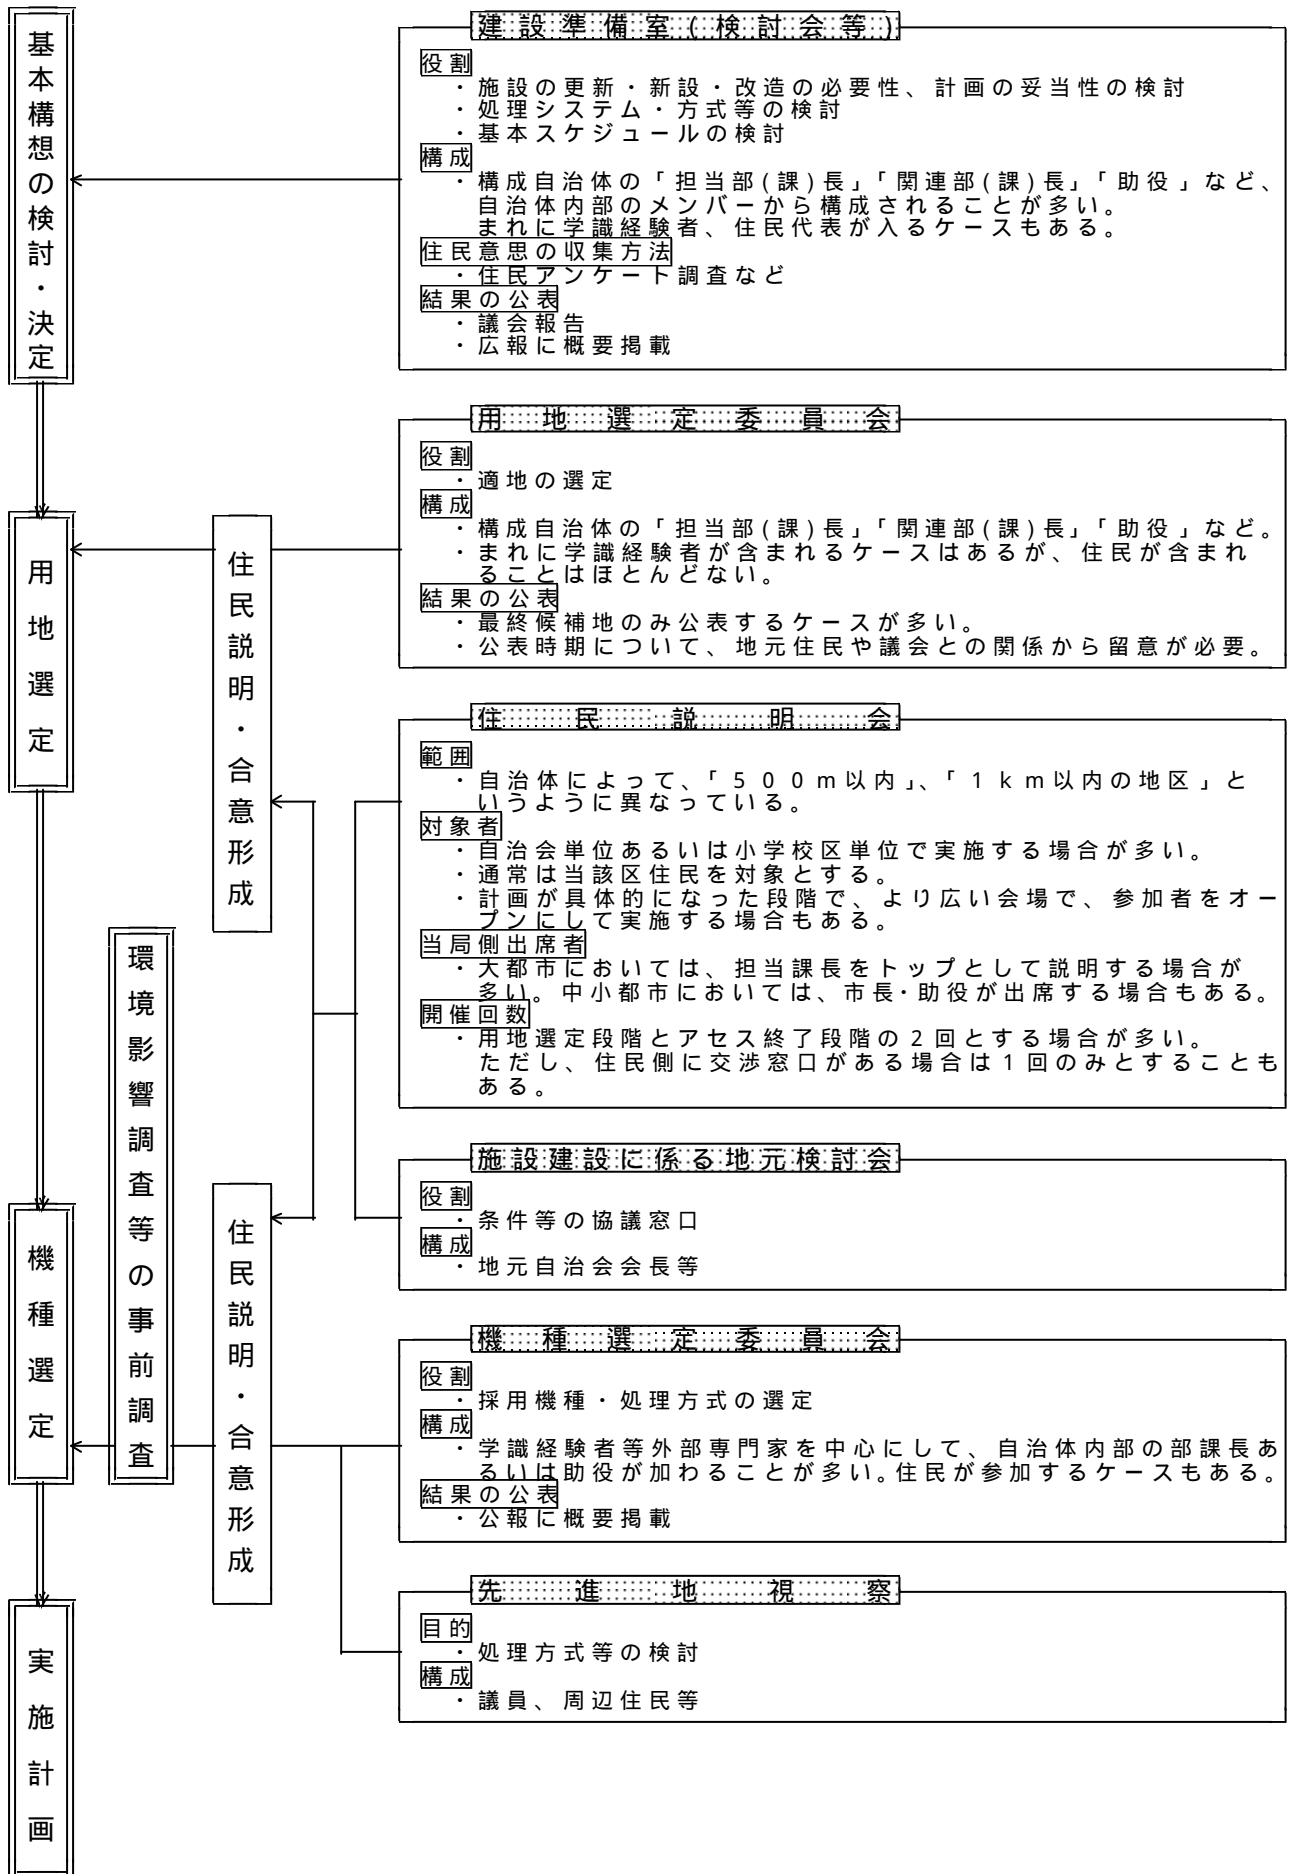 基本構想の検討・決定
用地選定
機種選定
実施計画
環境影響調査等の事前調査
住民説明・合意形成
住民説明・合意形成
建設準備室(検討会等)
役割
・施設の更新・新設・改造の必要性、計画の妥当性の検討
・処理システム・方式等の検討
・基本スケジュールの検討
構成
・構成自治体の「担当部(課)長」「関連部(課)長」「助役」など、
自治体内部のメンバーから構成されることが多い。
まれに学識経験者、住民代表が入るケースもある。
住民意思の収集方法
・住民アンケート調査など
結果の公表
・議会報告
・広報に概要掲載
用地選定委員会
役割
・適地の選定
構成
・構成自治体の「担当部(課)長」「関連部(課)長」「助役」など。
・まれに学識経験者が含まれるケースはあるが、住民が含まれ
ることはほとんどない。
結果の公表
・最終候補地のみ公表するケースが多い。
・公表時期について、地元住民や議会との関係から留意が必要。
住民説明会
範囲
・自治体によって、「500m以内」、「1km以内の地区」と
いうように異なっている。
対象者
・自治会単位あるいは小学校区単位で実施する場合が多い。
・通常は当該区住民を対象とする。
・計画が具体的になった段階で、より広い会場で、参加者をオー
プンにして実施する場合もある。
当局側出席者
・大都市においては、担当課長をトップとして説明する場合が
多い。中小都市においては、市長・助役が出席する場合もある。
開催回数
・用地選定段階とアセス終了段階の2回とする場合が多い。
ただし、住民側に交渉窓口がある場合は1回のみとすることも
ある。
施設建設に係る地元検討会
役割
・条件等の協議窓口
構成
・地元自治会会長等
機種選定委員会
役割
・採用機種・処理方式の選定
構成
・学識経験者等外部専門家を中心にして、自治体内部の部課長あ
るいは助役が加わることが多い。住民が参加するケースもある。
結果の公表
・公報に概要掲載
先進地視察
目的
・処理方式等の検討
構成
・議員、周辺住民等